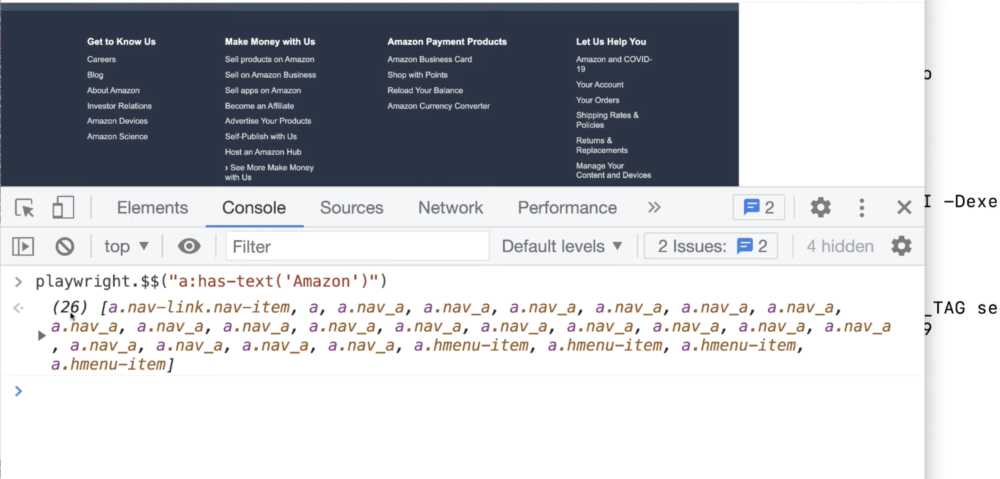 Get to Know Us
Careers
Blog
About Amazon
Investor Relations
Amazon Devices
Amazon Science
Make Money with Us
Sell products on Amazon
Sell on Amazon Business
Sell apps on Amazon
Become an Affiliate
Advertise Your Products
Self-Publish with Us
Host an Amazon Hub
› See More Make Money
with Us
Amazon Payment Products
Amazon Business Card
Shop with Points
Reload Your Balance
Amazon Currency Converter
Let Us Help You
Amazon and COVID-
19
Your Account
Your Orders
Shipping Rates &
Policies
Returns &
Replacements
Manage Your
Content and Devices
Elements Console Sources Network Performance » 2
top ▼ Filter Default levels ▼ 2 Issues: 2 4 hidden
> playwright.$$("a:has-text('Amazon')")
(26) [a.nav-link.nav-item, a, a.nav_a, a.nav_a, a.nav_a, a.nav_a, a.nav_a, a.nav_a,
a.nav_a, a.nav_a, a.nav_a, a.nav_a, a.nav_a, a.nav_a, a.nav_a, a.nav_a, a.nav_a, a.nav_a
, a.nav_a, a.nav_a, a.nav_a, a.nav_a, a.hmenu-item, a.hmenu-item, a.hmenu-item,
a.hmenu-item]
>
I -Dexe
_TAG se
9